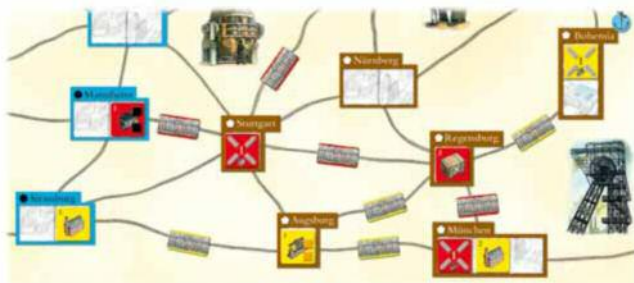 Bohemia
Nürnberg
Mannheim
Stuttgart
Regensburg
Strassburg
Augsburg
München